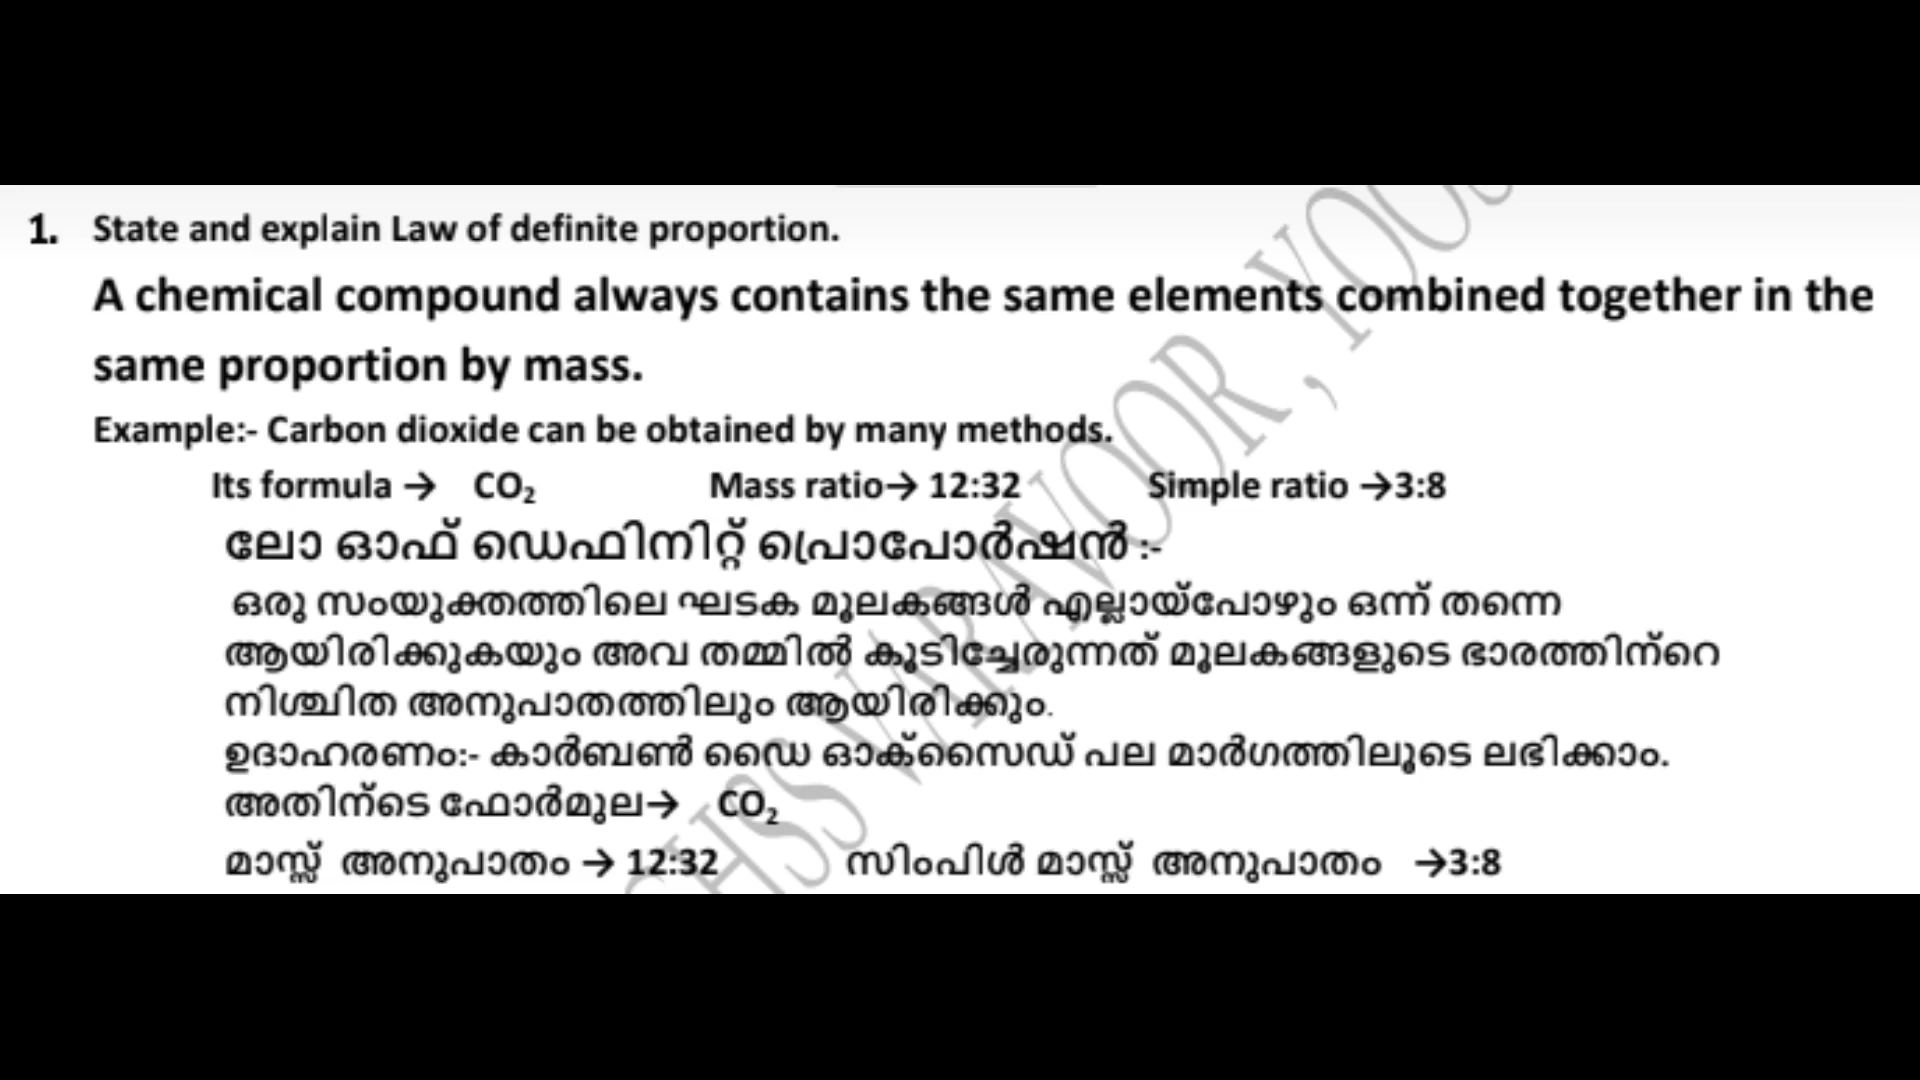 1. State and explain Law of definite proportion.
A chemical compound always contains the same elements combined together in the
same proportion by mass.
Example:- Carbon dioxide can be obtained by many methods.
Its formula → CO₂ Mass ratio→ 12:32 Simple ratio →3:8
ലോ ഓഫ് ഡെഫിനിറ്റ് പ്രൊപോർഷൻ :-
ഒരു സംയുക്തത്തിലെ ഘടക മൂലകങ്ങൾ എല്ലായ്പോഴും ഒന്ന് തന്നെ
ആയിരിക്കുകയും അവ തമ്മിൽ കൂടിച്ചേരുന്നത് മൂലകങ്ങളുടെ ഭാരത്തിന്റെ
നിശ്ചിത അനുപാതത്തിലും ആയിരിക്കും.
ഉദാഹരണം:- കാർബൺ ഡൈ ഓക്സൈഡ് പല മാർഗത്തിലൂടെ ലഭിക്കാം.
അതിന്ടെ ഫോർമുല→ CO₂
മാസ്സ് അനുപാതം → 12:32 സിംപിൾ മാസ്സ് അനുപാതം →3:8
HSS VARAVOOR ,